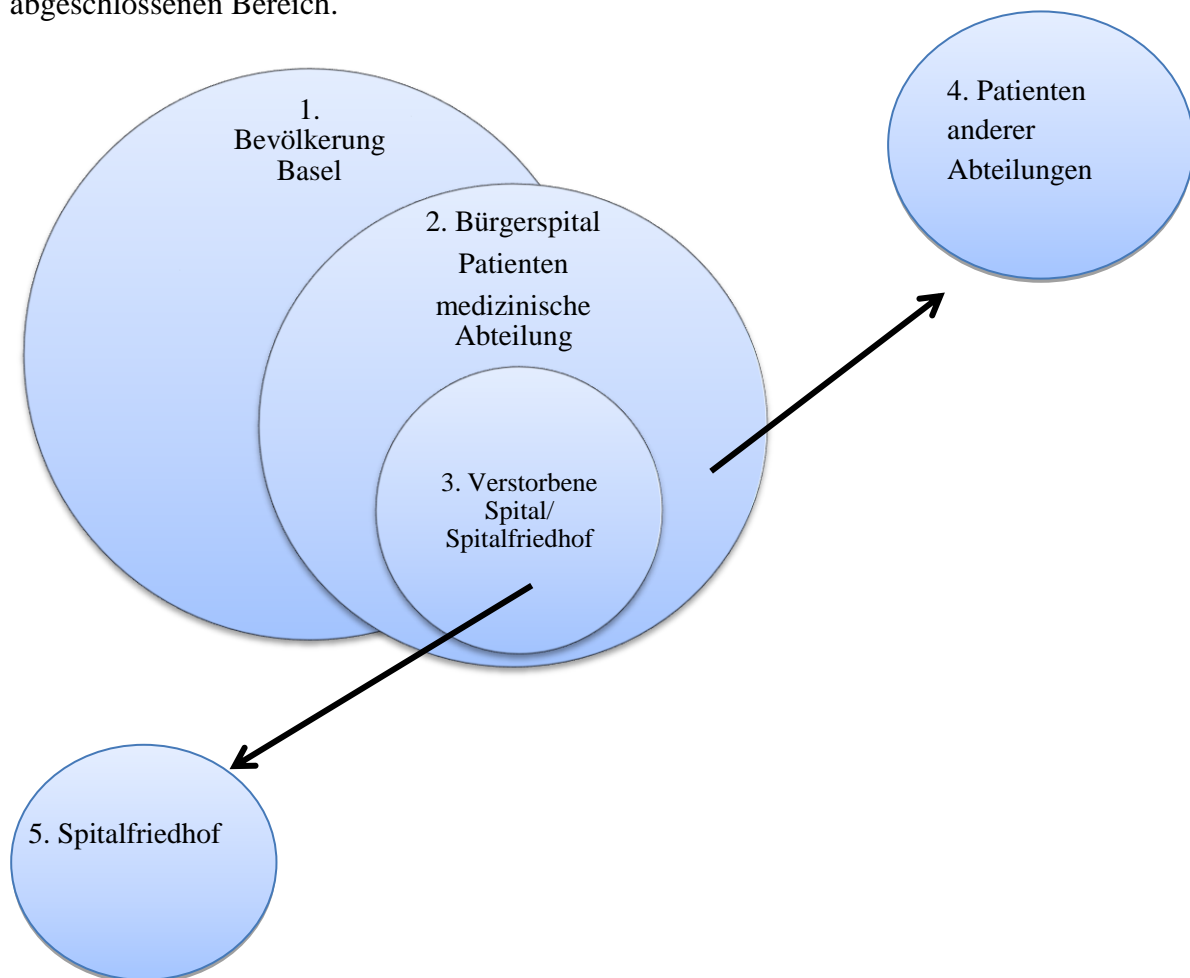 abgeschlossenen Bereich.
1.
Bevölkerung
Basel
2. Bürgerspital
Patienten
medizinische
Abteilung
3. Verstorbene
Spital/
Spitalfriedhof
4. Patienten
anderer
Abteilungen
5. Spitalfriedhof